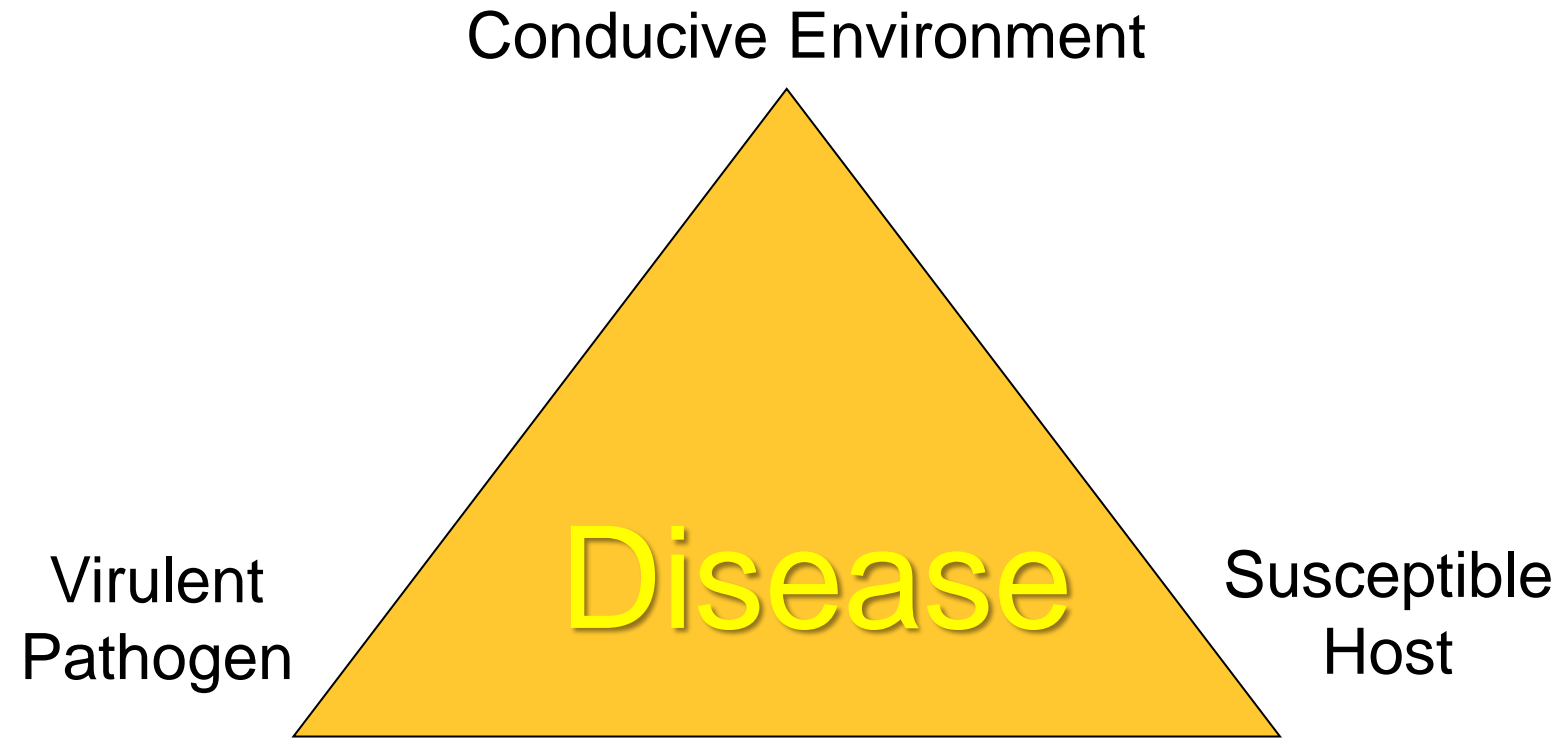 Conducive Environment
Disease
Virulent
Pathogen
Susceptible
Host